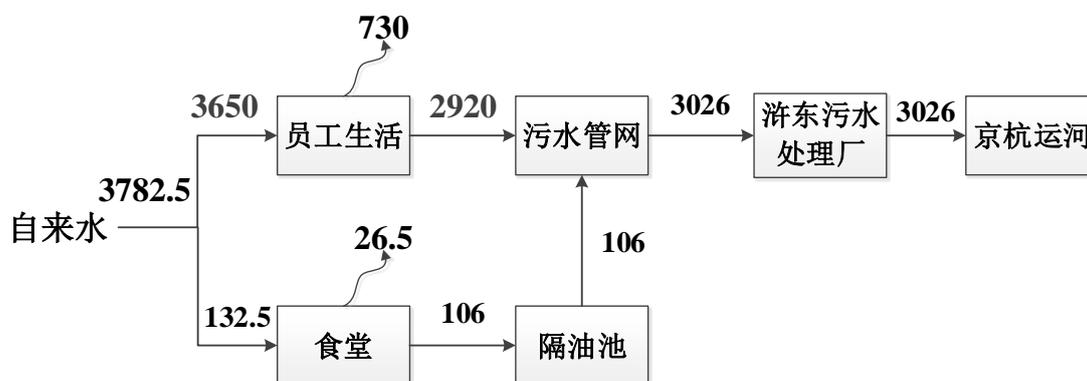 730
3650
员工生活
2920
污水管网
3026
浒东污水
处理厂
3026
京杭运河
3782.5
自来水
26.5
106
132.5
食堂
106
隔油池